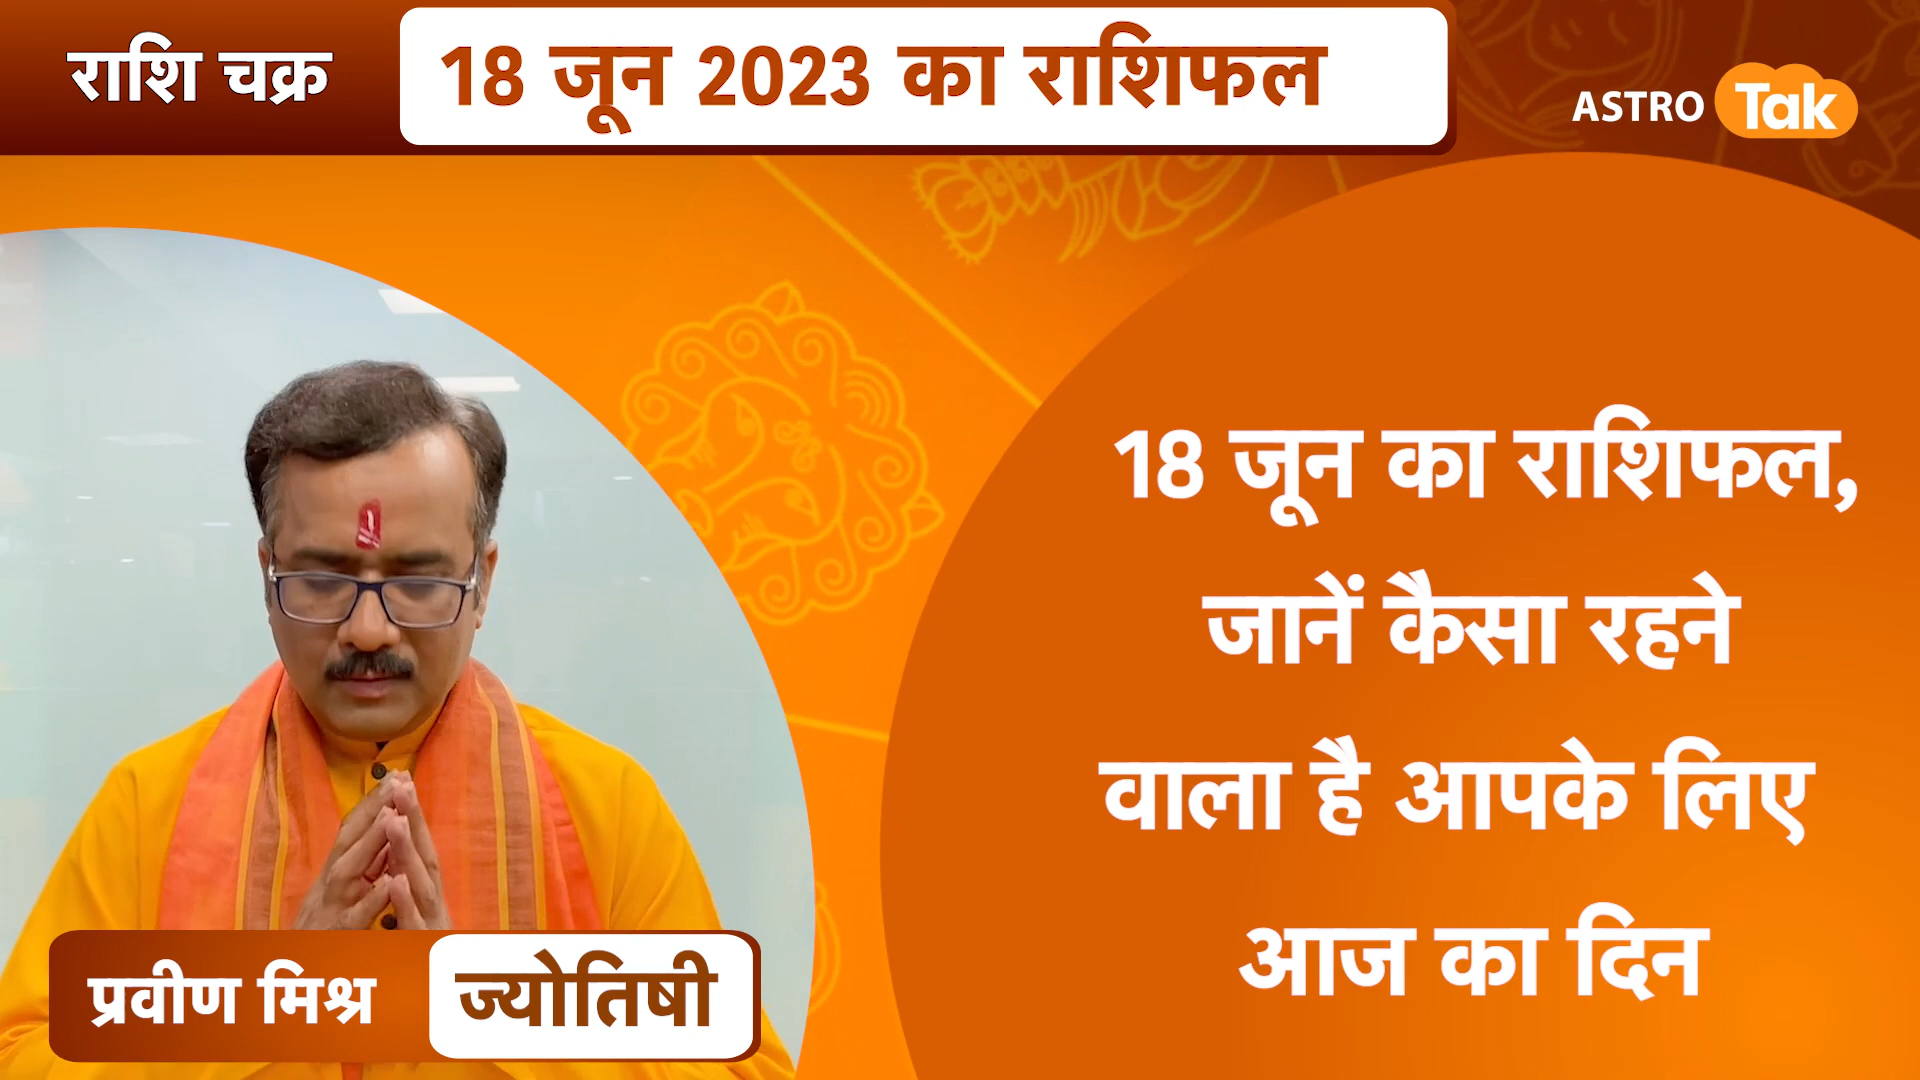 राशि चक्र
18 जून 2023 का राशिफल
ASTRO Tak
18 जून का राशिफल,
जानें कैसा रहने
वाला है आपके लिए
आज का दिन
प्रवीण मिश्र
ज्योतिषी